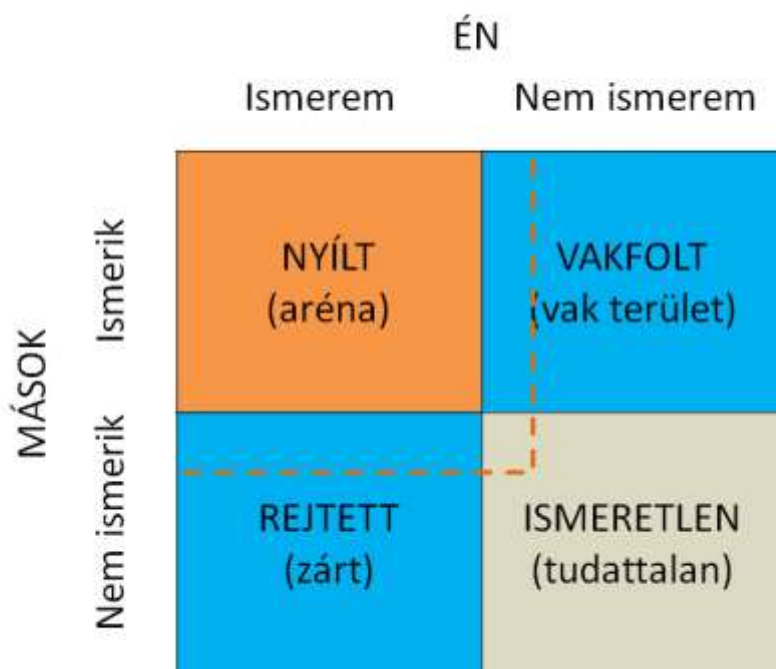 ÉN
Ismerem
Nem ismerem
MÁSOK
Ismerik
NYÍLT
(aréna)
VAKFOLT
(vak terület)
Nem ismerik
REJTETT
(zárt)
ISMERETLEN
(tudattalan)